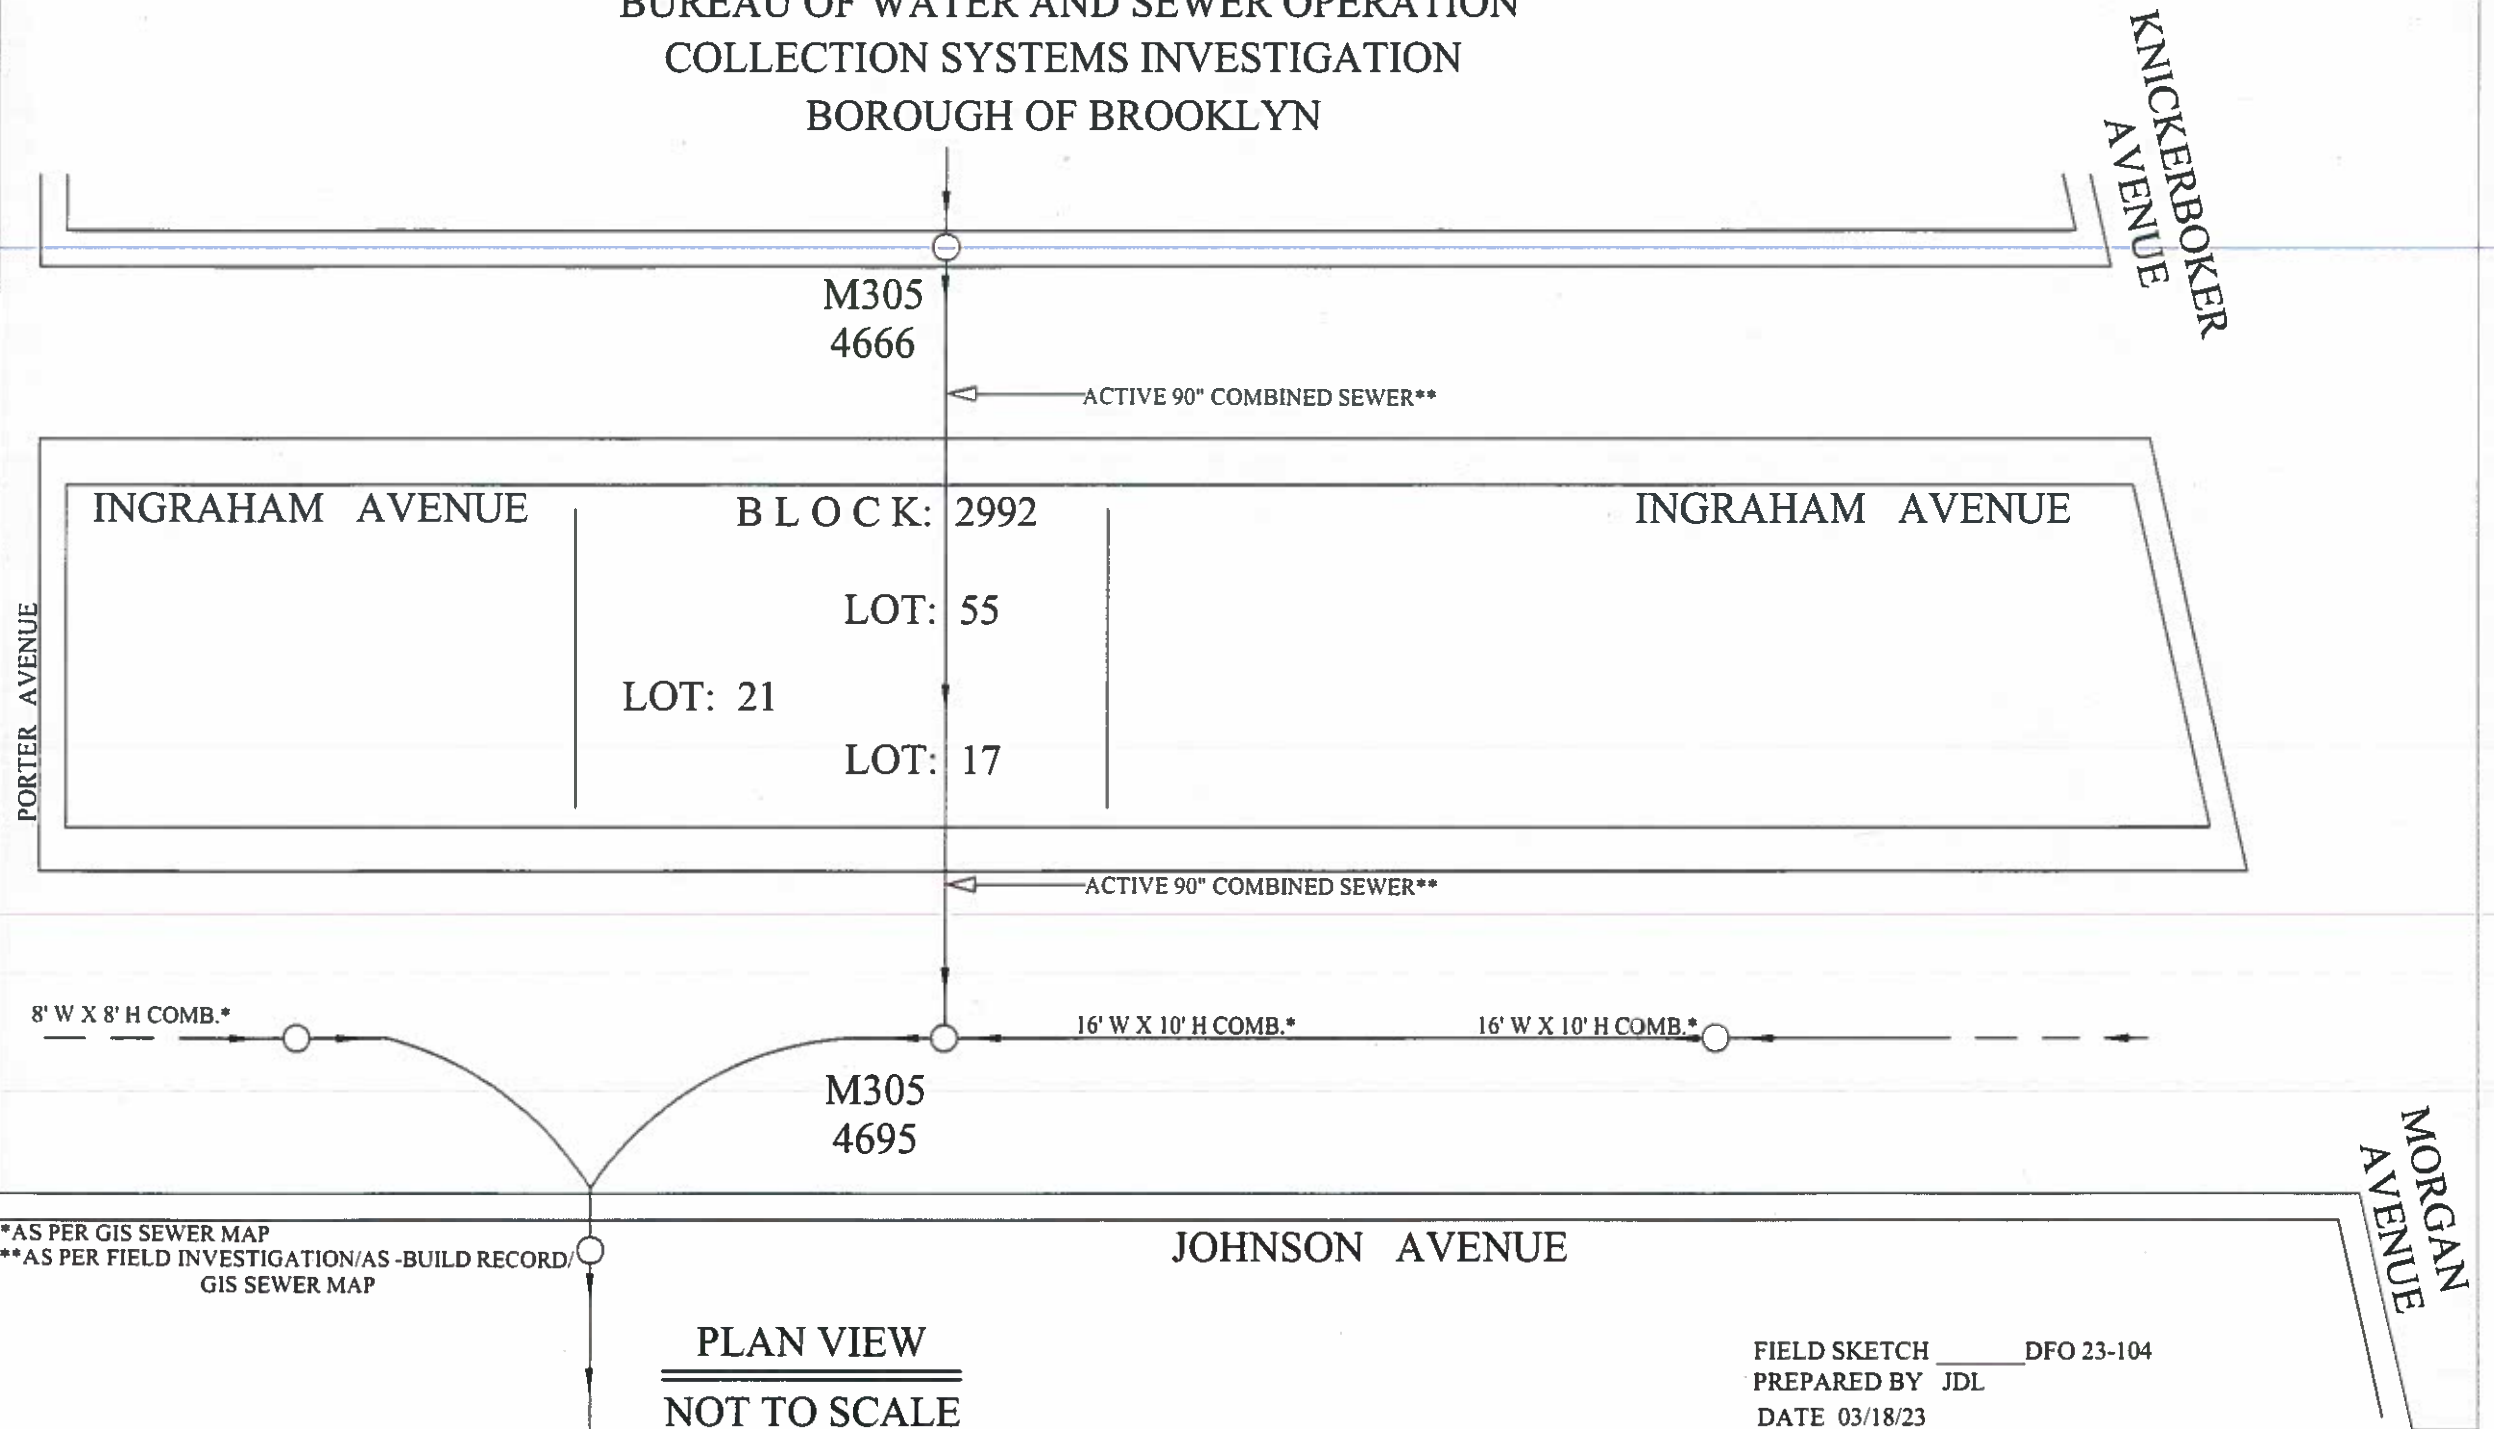 BUREAU OF WATER AND SEWER OPERATION
COLLECTION SYSTEMS INVESTIGATION
BOROUGH OF BROOKLYN
KNICKERBOKER
AVENUE
M305
4666
ACTIVE 90" COMBINED SEWER**
INGRAHAM AVENUE
BLOCK: 2992
INGRAHAM AVENUE
LOT: 55
PORTER AVENUE
LOT: 21
LOT: 17
ACTIVE 90" COMBINED SEWER**
8' W X 8' H COMB.*
16' W X 10' H COMB.*
16' W X 10' H COMB.*
M305
4695
MORGAN
AVENUE
*AS PER GIS SEWER MAP
**AS PER FIELD INVESTIGATION/AS -BUILD RECORD/
GIS SEWER MAP
JOHNSON AVENUE
PLAN VIEW
NOT TO SCALE
FIELD SKETCH ______ DFO 23-104
PREPARED BY JDL
DATE 03/18/23